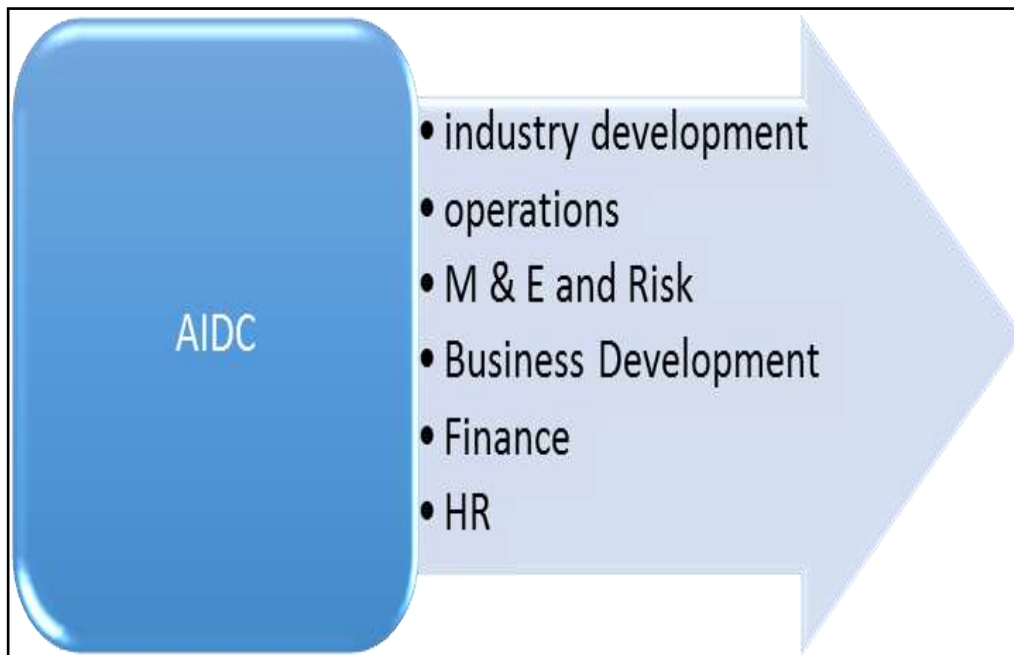 AIDC
• industry development
• operations
• M & E and Risk
• Business Development
• Finance
• HR